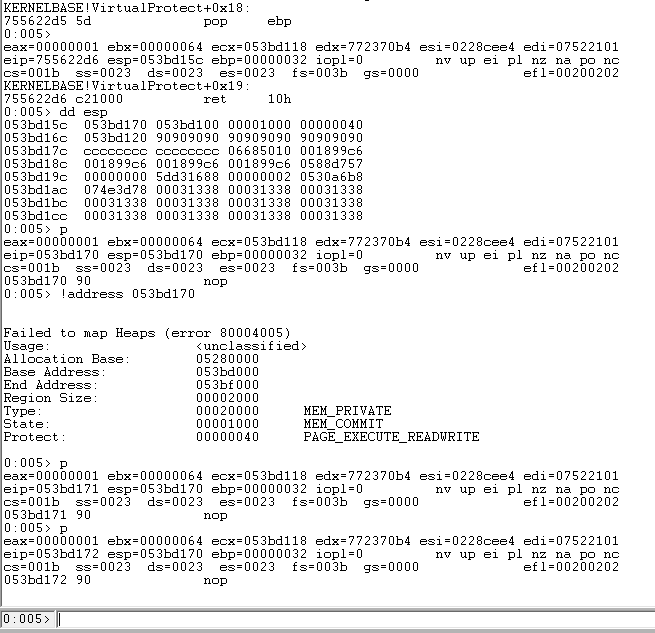 KERNELBASE!VirtualProtect+0x18:
755622d5 5d pop ebp
0:005>
eax=00000001 ebx=00000064 ecx=053bd118 edx=772370b4 esi=0228cee4 edi=07522101
eip=755622d6 esp=053bd15c ebp=00000032 iopl=0 nv up ei pl nz na po nc
cs=001b ss=0023 ds=0023 es=0023 fs=003b gs=0000 efl=00200202
KERNELBASE!VirtualProtect+0x19:
755622d6 c21000 ret 10h
0:005> dd esp
053bd15c 053bd170 053bd100 00001000 00000040
053bd16c 053bd120 90909090 90909090 90909090
053bd17c cccccccc cccccccc 06685010 001899c6
053bd18c 001899c6 001899c6 001899c6 0588d757
053bd19c 00000000 5dd31688 00000002 0530a6b8
053bd1ac 074e3d78 00031338 00031338 00031338
053bd1bc 00031338 00031338 00031338 00031338
053bd1cc 00031338 00031338 00031338 00031338
0:005> p
eax=00000001 ebx=00000064 ecx=053bd118 edx=772370b4 esi=0228cee4 edi=07522101
eip=053bd170 esp=053bd170 ebp=00000032 iopl=0 nv up ei pl nz na po nc
cs=001b ss=0023 ds=0023 es=0023 fs=003b gs=0000 efl=00200202
053bd170 90 nop
0:005> !address 053bd170
Failed to map Heaps (error 80004005)
Usage: <unclassified>
Allocation Base: 05280000
Base Address: 053bd000
End Address: 053bf000
Region Size: 00002000
Type: 00020000 MEM_PRIVATE
State: 00001000 MEM_COMMIT
Protect: 00000040 PAGE_EXECUTE_READWRITE
0:005> p
eax=00000001 ebx=00000064 ecx=053bd118 edx=772370b4 esi=0228cee4 edi=07522101
eip=053bd171 esp=053bd170 ebp=00000032 iopl=0 nv up ei pl nz na po nc
cs=001b ss=0023 ds=0023 es=0023 fs=003b gs=0000 efl=00200202
053bd171 90 nop
0:005> p
eax=00000001 ebx=00000064 ecx=053bd118 edx=772370b4 esi=0228cee4 edi=07522101
eip=053bd172 esp=053bd170 ebp=00000032 iopl=0 nv up ei pl nz na po nc
cs=001b ss=0023 ds=0023 es=0023 fs=003b gs=0000 efl=00200202
053bd172 90 nop
0:005>